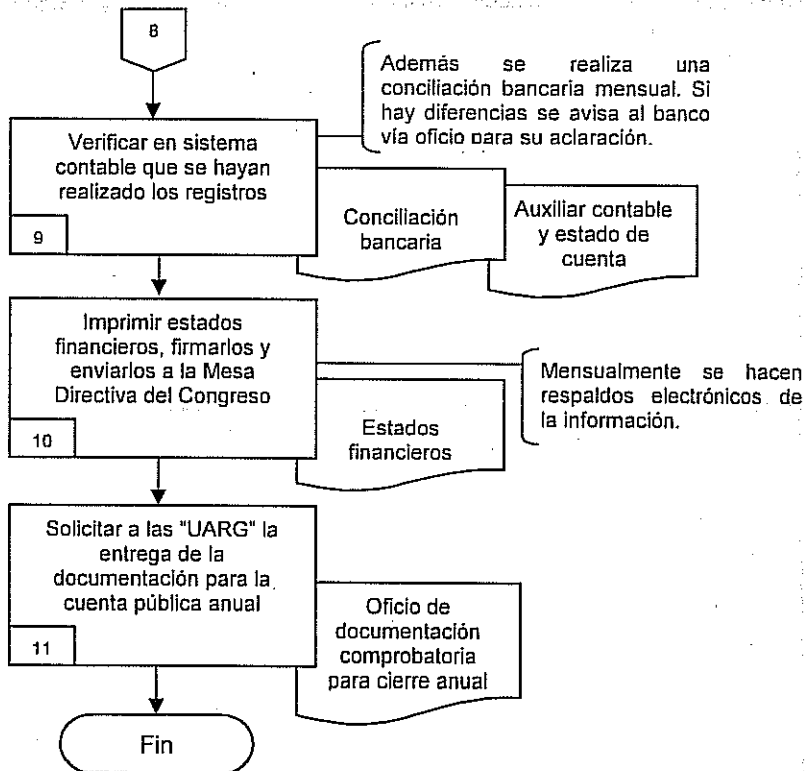 8
Además se realiza una
conciliación bancaria mensual. Si
hay diferencias se avisa al banco
vía oficio para su aclaración.
Verificar en sistema
contable que se hayan
realizado los registros
9
Conciliación
bancaria
Auxiliar contable
y estado de
cuenta
Imprimir estados
financieros, firmarlos y
enviarlos a la Mesa
Directiva del Congreso
10
Estados
financieros
Mensualmente se hacen
respaldos electrónicos de
la información.
Solicitar a las "UARG" la
entrega de la
documentación para la
cuenta pública anual
11
Oficio de
documentación
comprobatoria
para cierre anual
Fin